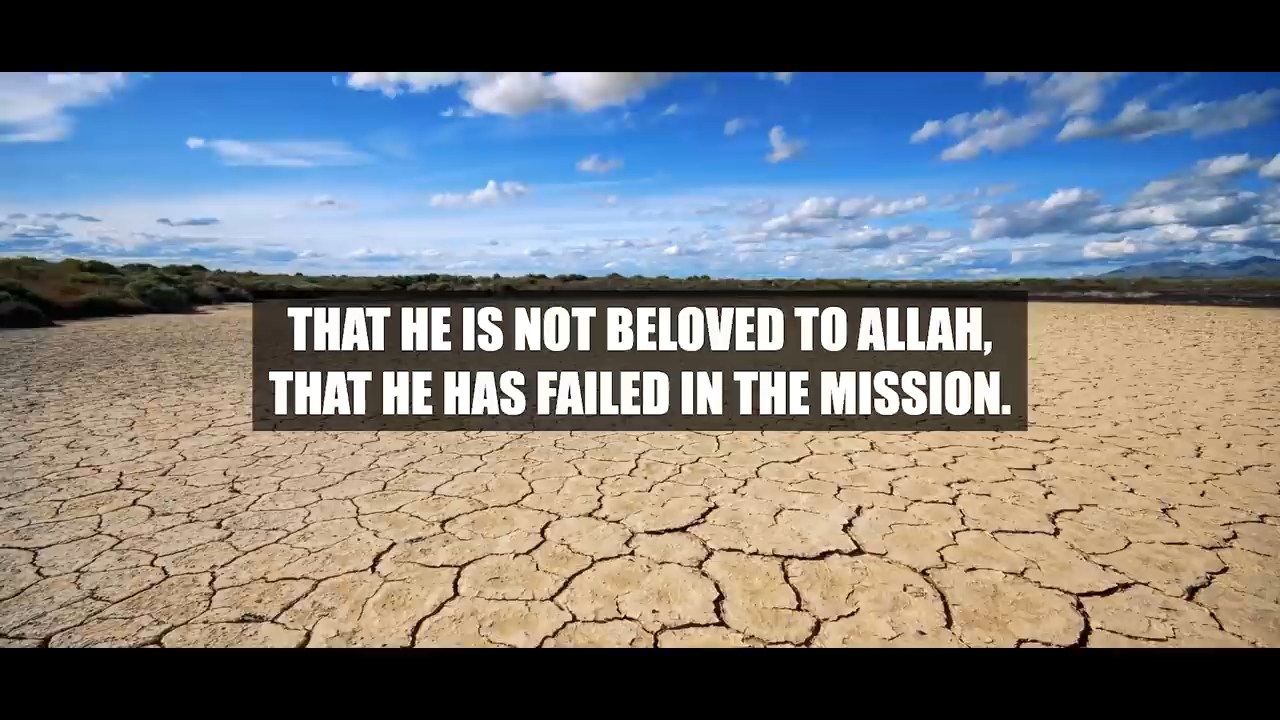 THAT HE IS NOT BELOVED TO ALLAH,
THAT HE HAS FAILED IN THE MISSION.